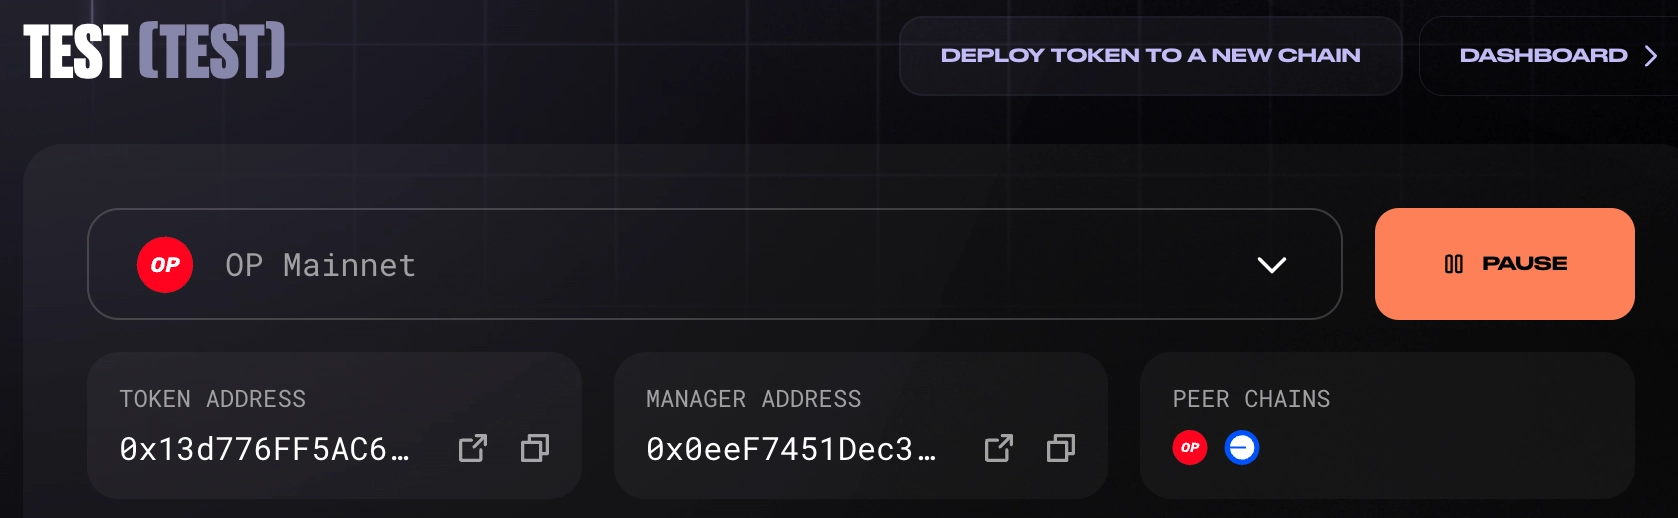 TEST (TEST)
DEPLOY TOKEN TO A NEW CHAIN
DASHBOARD
OP OP Mainnet
PAUSE
TOKEN ADDRESS
0x13d776FF5AC6…
MANAGER ADDRESS
0x0eeF7451Dec3…
PEER CHAINS
OP